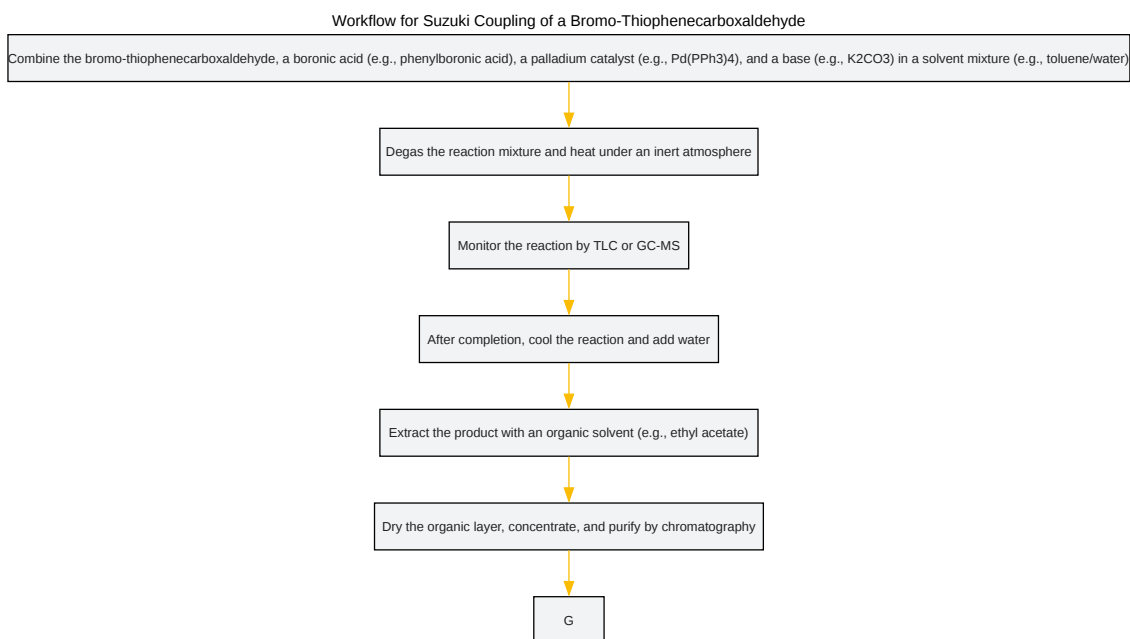 Workflow for Suzuki Coupling of a Bromo-Thiophenecarboxaldehyde
Combine the bromo-thiophenecarboxaldehyde, a boronic acid (e.g., phenylboronic acid), a palladium catalyst (e.g., Pd(PPh3)4), and a base (e.g., K2CO3) in a solvent mixture (e.g., toluene/water)
Degas the reaction mixture and heat under an inert atmosphere
Monitor the reaction by TLC or GC-MS
After completion, cool the reaction and add water
Extract the product with an organic solvent (e.g., ethyl acetate)
Dry the organic layer, concentrate, and purify by chromatography
G